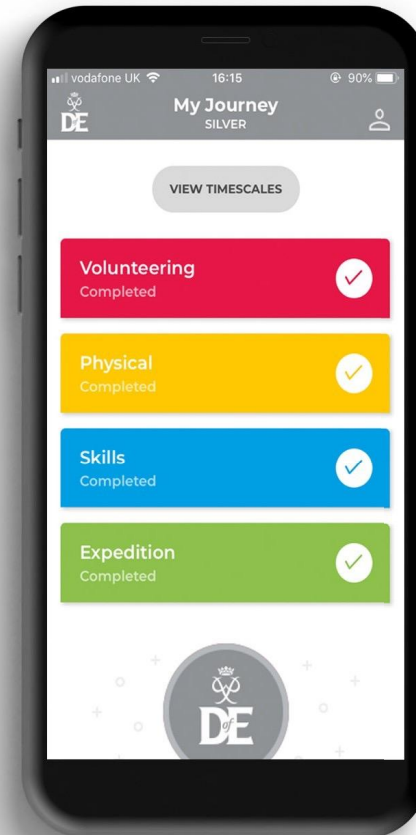 vodafone UK 16:15 90%
DofE
My Journey
SILVER
VIEW TIMESCALES
Volunteering
Completed
Physical
Completed
Skills
Completed
Expedition
Completed
DofE